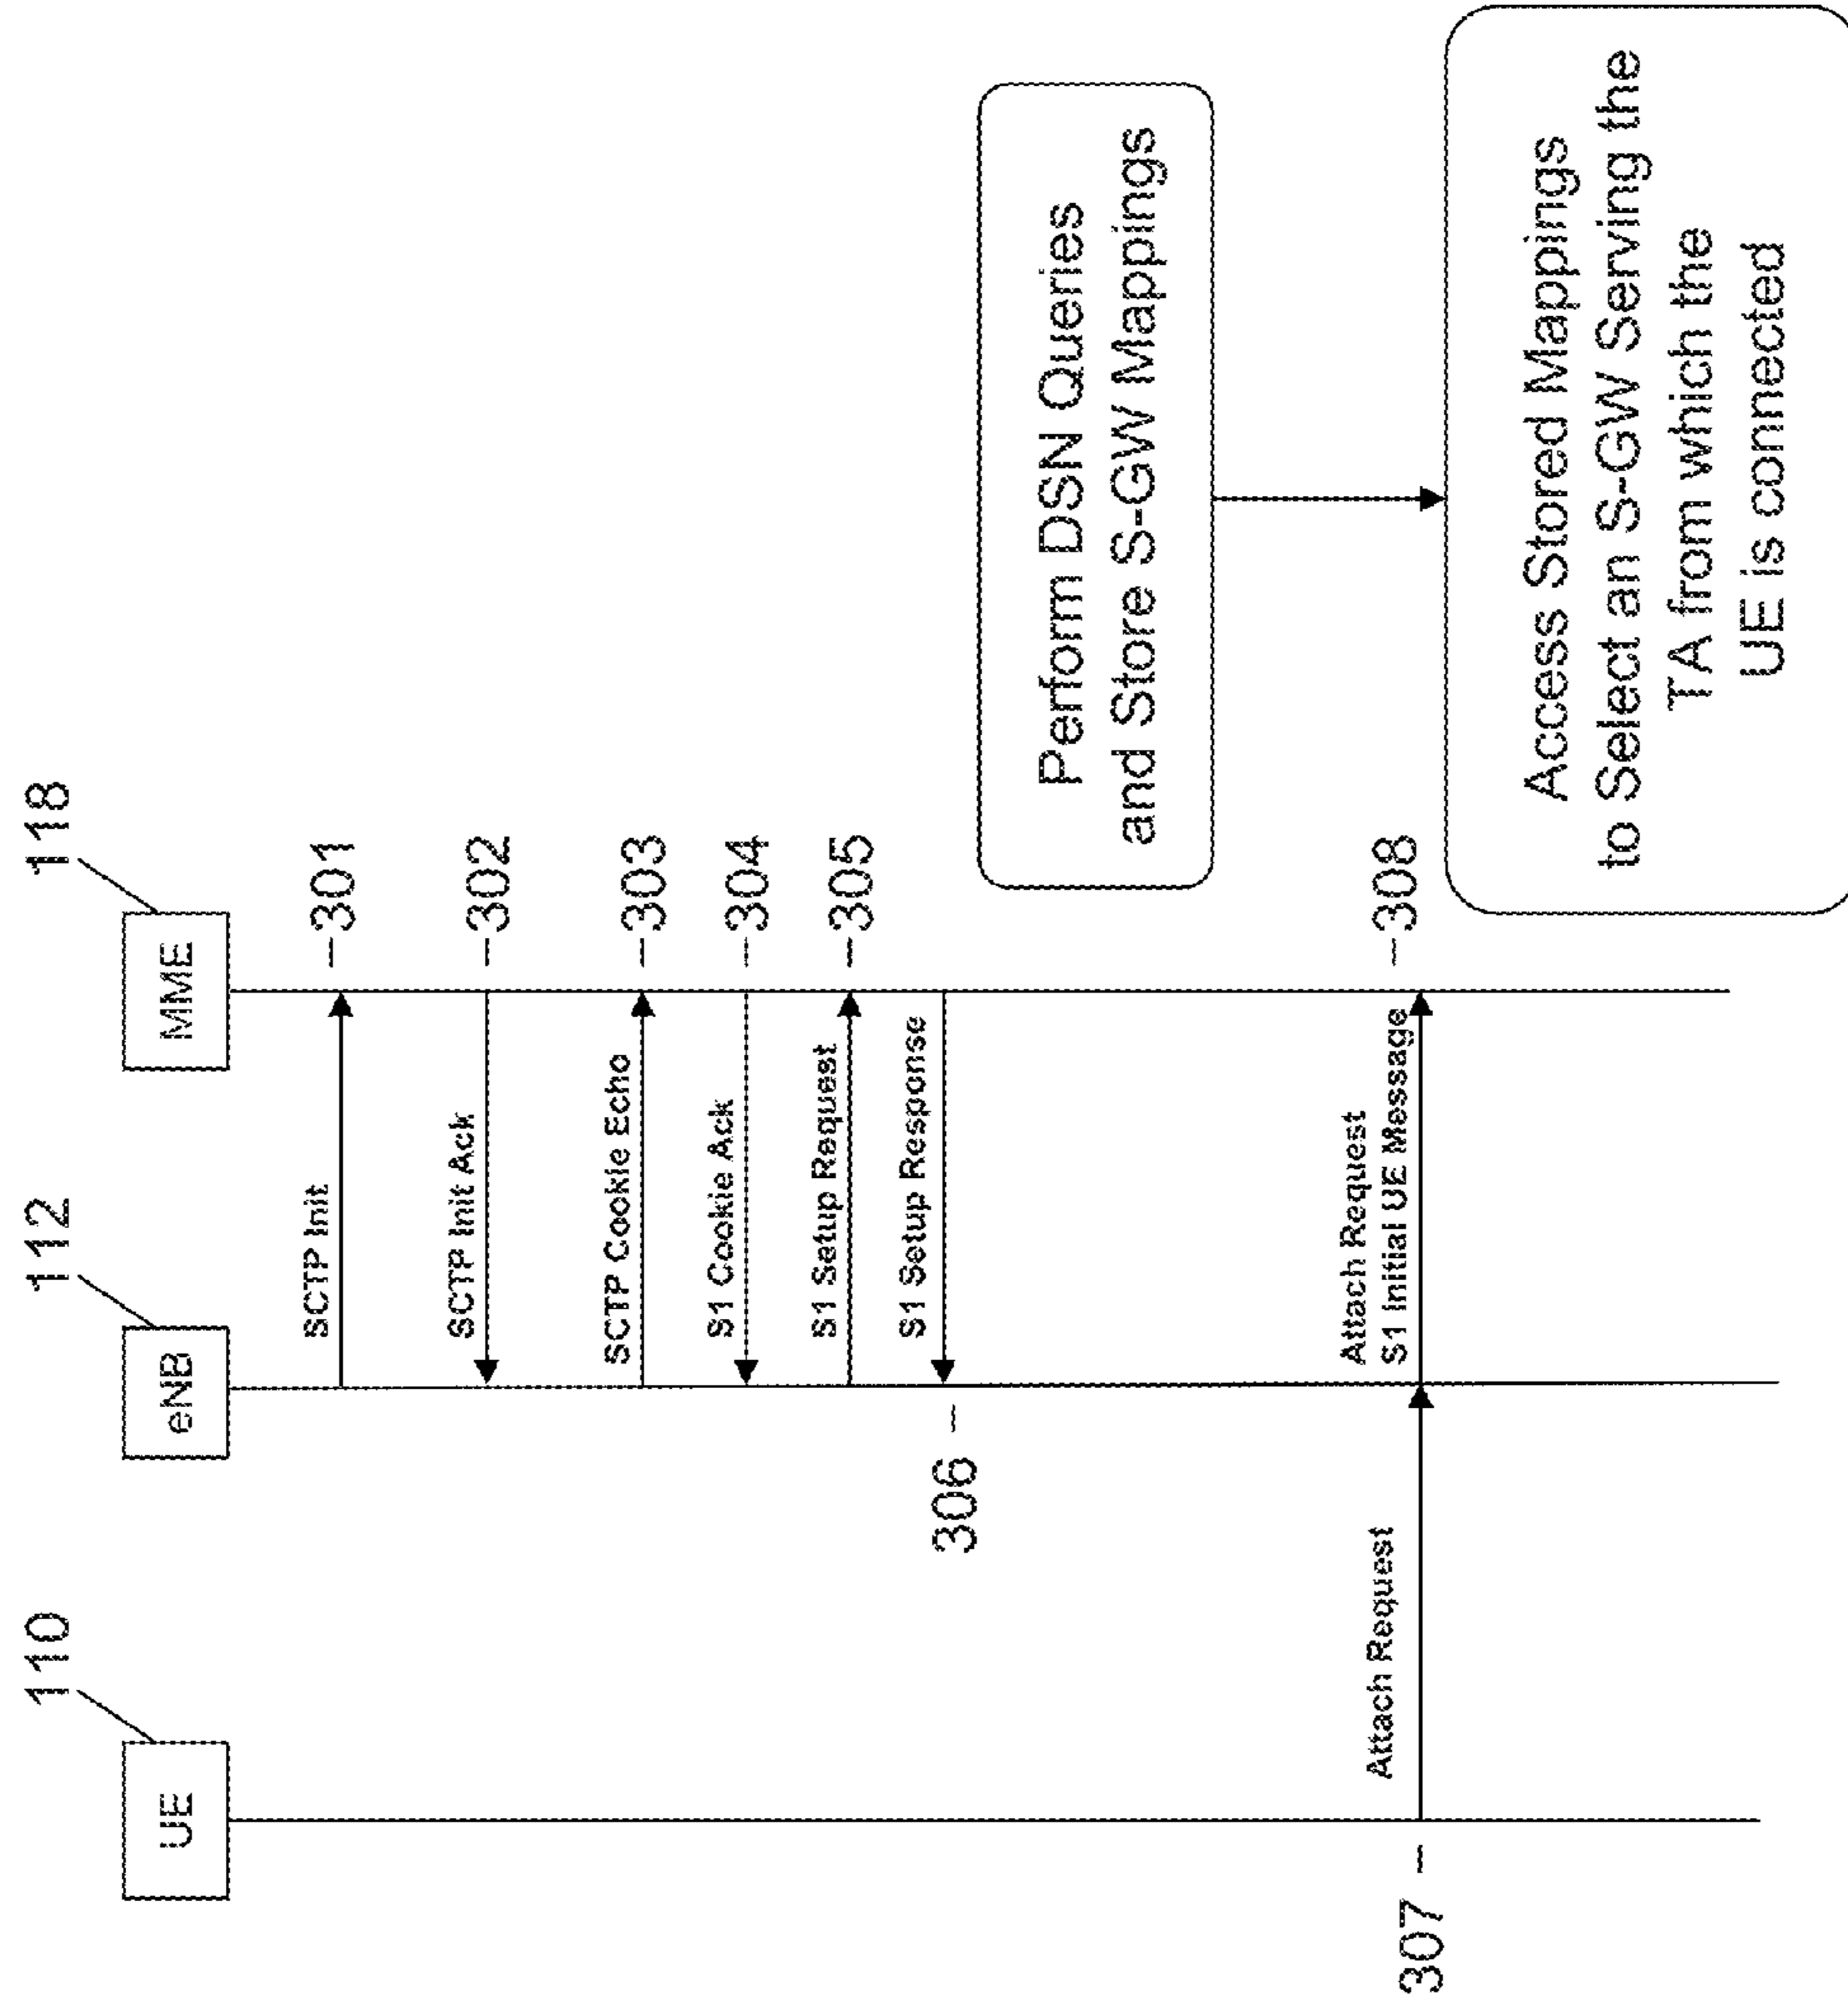 110
112
118
UE
eNB
MME
SCTP Init
301
SCTP Init Ack
302
SCTP Cookie Echo
303
S1 Cookie Ack
304
S1 Setup Request
305
S1 Setup Response
306
Perform DSN Queries
and Store S-GW Mappings
307
Attach Request
Attach Request
S1 Initial UE Message
308
Access Stored Mappings
to Select an S-GW Serving the
TA from which the
UE is connected